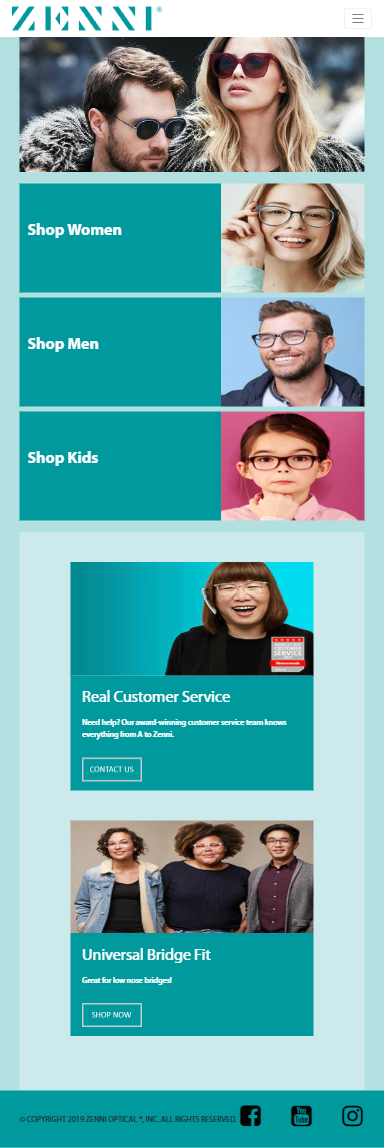 ZENNI®
Shop Women
Shop Men
Shop Kids
CUSTOMER
SERVICE
Newsweek
Real Customer Service
Need help? Our award-winning customer service team knows
everything from A to Zenni.
CONTACT US
Universal Bridge Fit
Great for low nose bridges!
SHOP NOW
© COPYRIGHT 2019 ZENNI OPTICAL ®, INC. ALL RIGHTS RESERVED.
You
Tube